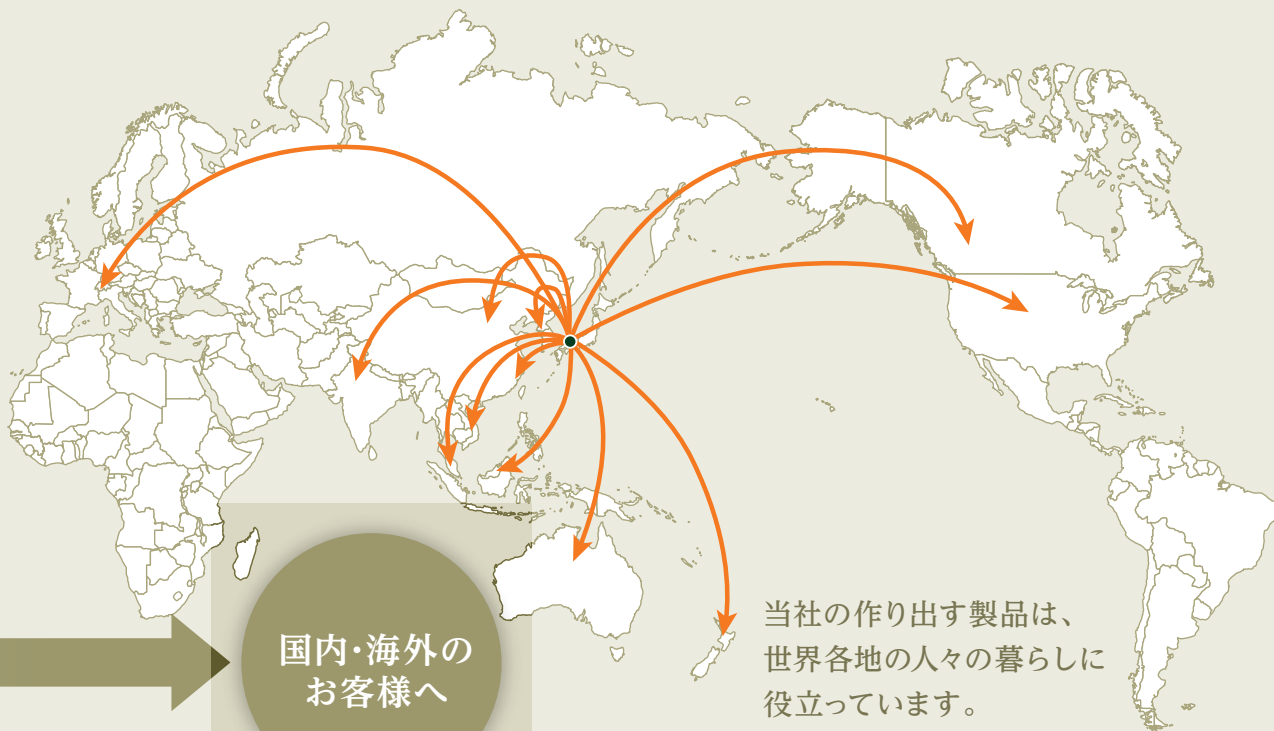 国内・海外の
お客様へ
当社の作り出す製品は、
世界各地の人々の暮らしに
役立っています。